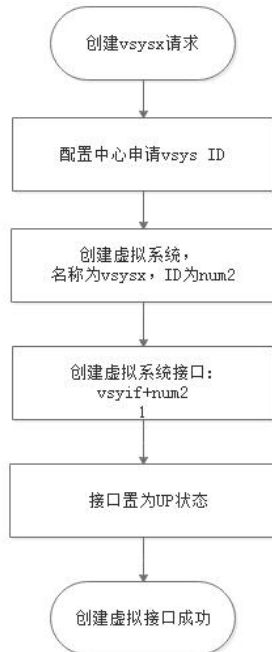 创建vsysx请求
配置中心申请vsys ID
创建虚拟系统，
名称为vsysx，ID为num2
创建虚拟系统接口：
vsyif+num2
1
接口置为UP状态
创建虚拟接口成功